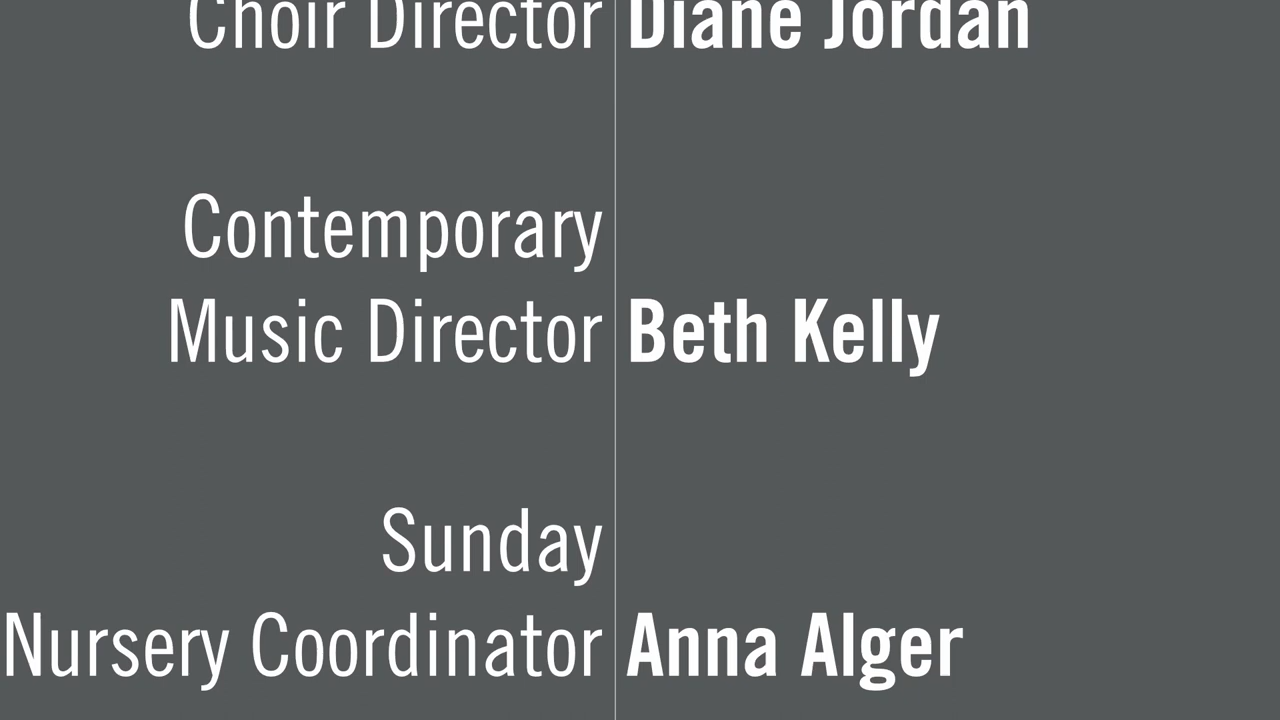 Choir Director Diane Jordan
Contemporary
Music Director Beth Kelly
Sunday
Nursery Coordinator Anna Alger